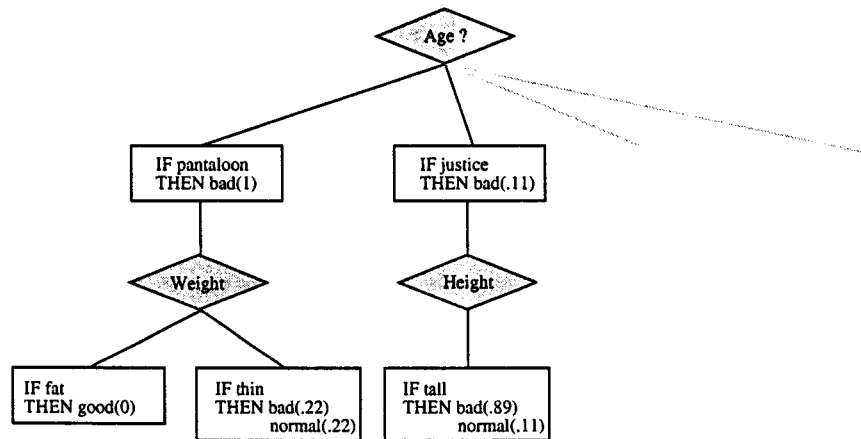 Age ?
IF pantaloon
THEN bad(1)
IF justice
THEN bad(.11)
Weight
Height
IF fat
THEN good(0)
IF thin
THEN bad(.22)
normal(.22)
IF tall
THEN bad(.89)
normal(.11)